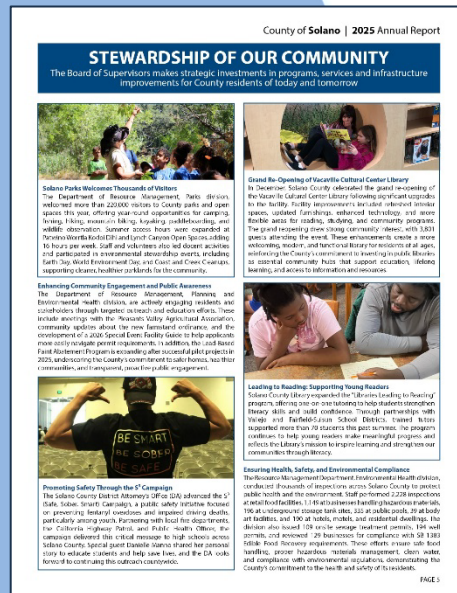 County of Solano | 2025 Annual Report
STEWARDSHIP OF OUR COMMUNITY
The Board of Supervisors makes strategic investments in programs, services and infrastructure
improvements for County residents of today and tomorrow
Solano Parks Welcomes Thousands of Visitors
The Department of Resource Management, Parks division,
welcomed more than 220,000 visitors to County parks and open
spaces this year, offering year-round opportunities for camping,
fishing, hiking, mountain biking, kayaking, paddleboarding, and
wildlife observation. Summer access hours were expanded at
Patwino Worrtla Kodoi Dihi and Lynch Canyon Open Spaces, adding
16 hours per week. Staff and volunteers also led docent activities
and participated in environmental stewardship events, including
Earth Day, World Environment Day, and Coast and Creek Cleanups,
supporting cleaner, healthier parklands for the community.
Enhancing Community Engagement and Public Awareness
The Department of Resource Management, Planning and
Environmental Health division, are actively engaging residents and
stakeholders through targeted outreach and education efforts. These
include meetings with the Pleasants Valley Agricultural Association,
community updates about the new farmstand ordinance, and the
development of a 2026 Special Event Facility Guide to help applicants
more easily navigate permit requirements. In addition, the Lead-Based
Paint Abatement Program is expanding after successful pilot projects in
2025, underscoring the County's commitment to safer homes, healthier
communities, and transparent, proactive public engagement.
BE SMART
BE SOBER
BE SAFE
Promoting Safety Through the S³ Campaign
The Solano County District Attorney's Office (DA) advanced the S³
(Safe, Sober, Smart) Campaign, a public safety initiative focused
on preventing fentanyl overdoses and impaired driving deaths,
particularly among youth. Partnering with local fire departments,
the California Highway Patrol, and Health Officer, the
campaign delivered this critical message to high schools across
Solano County. Special guest Danielle Manna shared her personal
story to educate students and help save lives, and the DA looks
forward to continuing this outreach countywide.
Grand Re-Opening of Vacaville Cultural Center Library
In December, Solano County celebrated the grand re-opening of
the Vacaville Cultural Center Library following significant upgrades
to the facility. Facility improvements included refreshed interior
spaces, updated furnishings, enhanced technology, and more
flexible areas for reading, studying, and community programs.
The grand reopening drew strong community interest, with 3,831
guests attending the event. These enhancements create a more
welcoming, modern, and functional library for residents of all ages,
reinforcing the County's commitment to investing in public libraries
as essential community hubs that support education, lifelong
learning, and access to information and resources.
Leading to Reading: Supporting Young Readers
Solano County Library expanded the "Libraries Leading to Reading"
program, offering one-on-one tutoring to help students strengthen
literacy skills and build confidence. Through partnerships with
Vallejo and Fairfield-Suisun School Districts, trained tutors
supported more than 70 students this past summer. The program
continues to help young readers make meaningful progress and
reflects the Library's mission to inspire learning and strengthen our
communities through literacy.
Ensuring Health, Safety, and Environmental Compliance
The Resource Management Department, Environmental Health division,
conducted thousands of inspections across Solano County to protect
public health and the environment. Staff performed 2,228 inspections
at retail food facilities, 1,149 at businesses handling hazardous materials,
196 at underground storage tank sites, 335 at public pools, 39 at body
art facilities, and 190 at hotels, motels, and residential dwellings. The
division also issued 109 onsite sewage treatment permits, 194 well
permits, and reviewed 129 businesses for compliance with SB 1383
Edible Food Recovery requirements. These efforts ensure safe food
handling, proper hazardous materials management, clean water,
and compliance with environmental regulations, demonstrating the
County's commitment to the health and safety of its residents.
PAGE 5